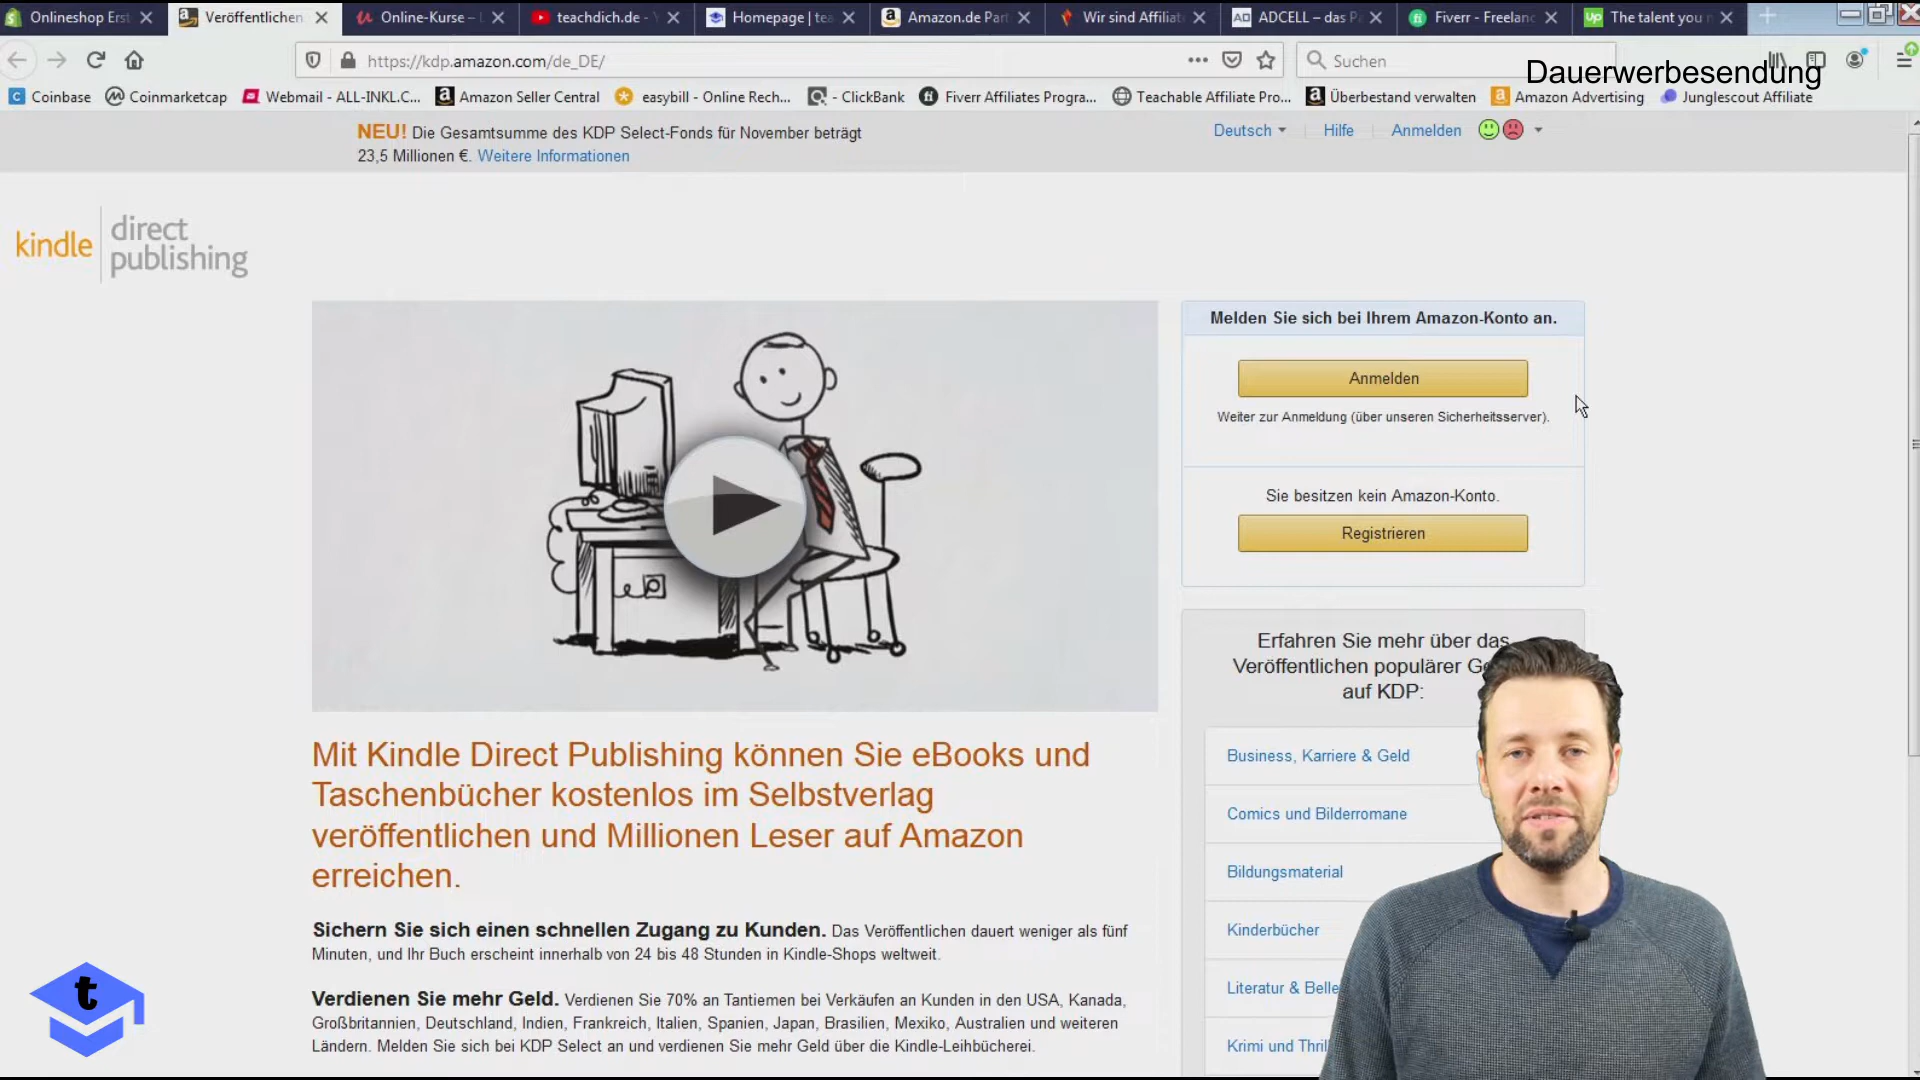 Onlineshop Erst
Veröffentlichen
Online-Kurse –
teachdich.de - Y
Homepage | tea
Amazon.de Part
Wir sind Affiliat
ADCELL – das P
Fiverr - Freelanc
The talent you n
https://kdp.amazon.com/de_DE/
Suchen
Dauerwerbesendung
Coinbase
Coinmarketcap
Webmail - ALL-INKL.C...
Amazon Seller Central
easybill - Online Rech...
- ClickBank
Fiverr Affiliates Progra...
Teachable Affiliate Pro...
Überbestand verwalten
Amazon Advertising
Junglescout Affiliate
NEU! Die Gesamtsumme des KDP Select-Fonds für November beträgt
23,5 Millionen €. Weitere Informationen
Deutsch
Hilfe
Anmelden
kindle
direct
publishing
Melden Sie sich bei Ihrem Amazon-Konto an.
Anmelden
Weiter zur Anmeldung (über unseren Sicherheitsserver).
Sie besitzen kein Amazon-Konto.
Registrieren
Erfahren Sie mehr über das
Veröffentlichen populärer Ge
auf KDP:
Business, Karriere & Geld
Comics und Bilderromane
Bildungsmaterial
Kinderbücher
Literatur & Belle
Krimi und Thrill
Mit Kindle Direct Publishing können Sie eBooks und
Taschenbücher kostenlos im Selbstverlag
veröffentlichen und Millionen Leser auf Amazon
erreichen.
Sichern Sie sich einen schnellen Zugang zu Kunden. Das Veröffentlichen dauert weniger als fünf
Minuten, und Ihr Buch erscheint innerhalb von 24 bis 48 Stunden in Kindle-Shops weltweit.
Verdienen Sie mehr Geld. Verdienen Sie 70% an Tantiemen bei Verkäufen an Kunden in den USA, Kanada,
Großbritannien, Deutschland, Indien, Frankreich, Italien, Spanien, Japan, Brasilien, Mexiko, Australien und weiteren
Ländern. Melden Sie sich bei KDP Select an und verdienen Sie mehr Geld über die Kindle-Leihbücherei.
t